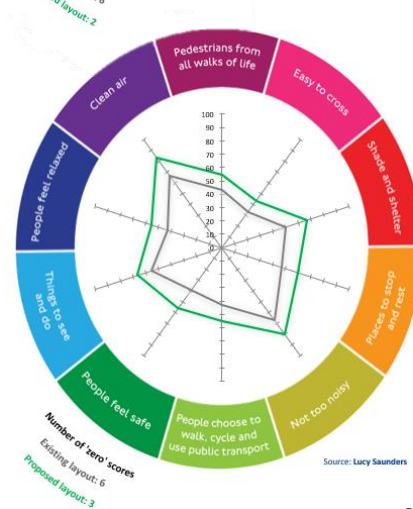 Proposed layout: 2
Pedestrians from
all walks of life
Easy to cross
Shade and shelter
Places to stop
and rest
Not too noisy
People choose to
walk, cycle and
use public transport
People feel safe
Things to see
and do
People feel relaxed
Clean air
100
90
80
70
60
50
40
30
20
10
0
Number of 'zero' scores
Existing layout: 6
Proposed layout: 3
Source: Lucy Saunders